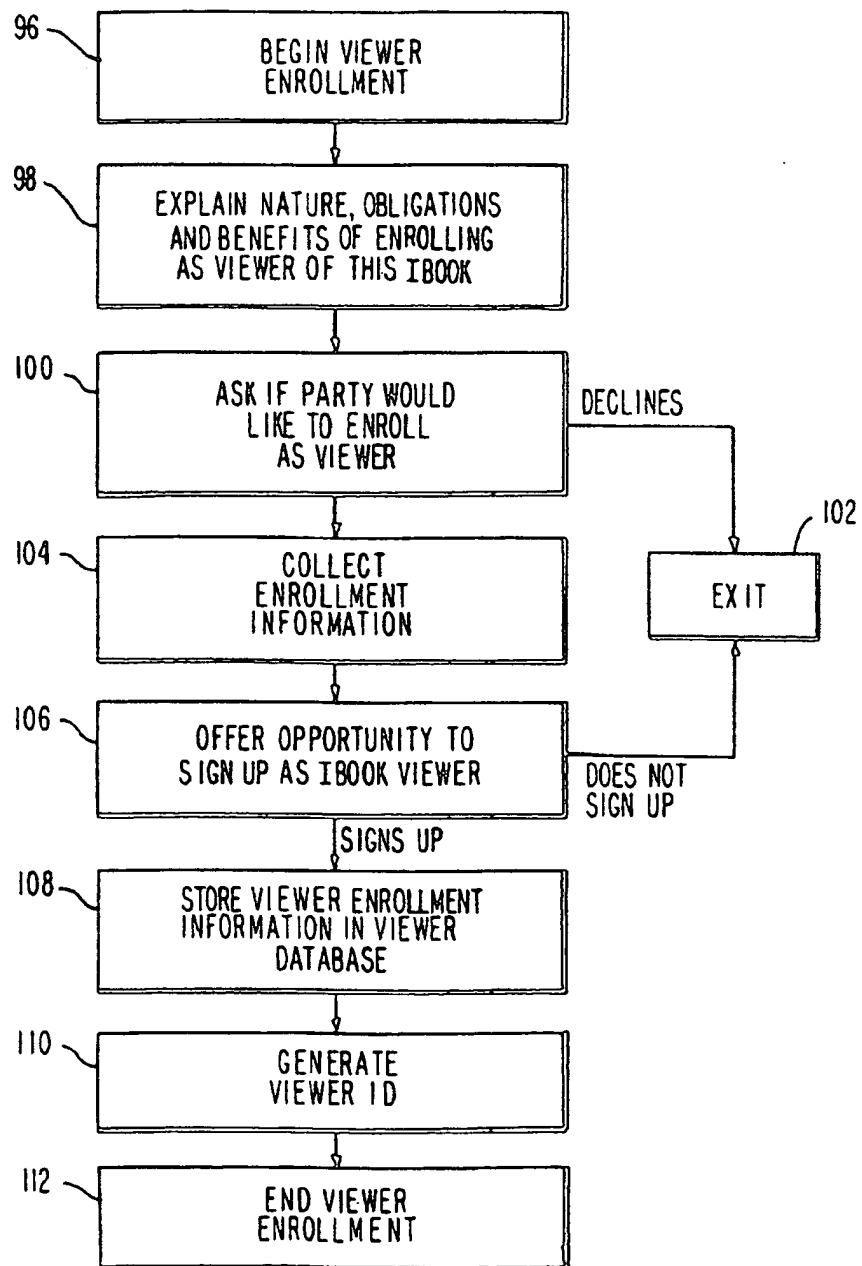 96
BEGIN VIEWER
ENROLLMENT
98
EXPLAIN NATURE, OBLIGATIONS
AND BENEFITS OF ENROLLING
AS VIEWER OF THIS IBOOK
100
ASK IF PARTY WOULD
LIKE TO ENROLL
AS VIEWER
DECLINES
102
EXIT
104
COLLECT
ENROLLMENT
INFORMATION
106
OFFER OPPORTUNITY TO
SIGN UP AS IBOOK VIEWER
DOES NOT
SIGN UP
SIGNS UP
108
STORE VIEWER ENROLLMENT
INFORMATION IN VIEWER
DATABASE
110
GENERATE
VIEWER ID
112
END VIEWER
ENROLLMENT